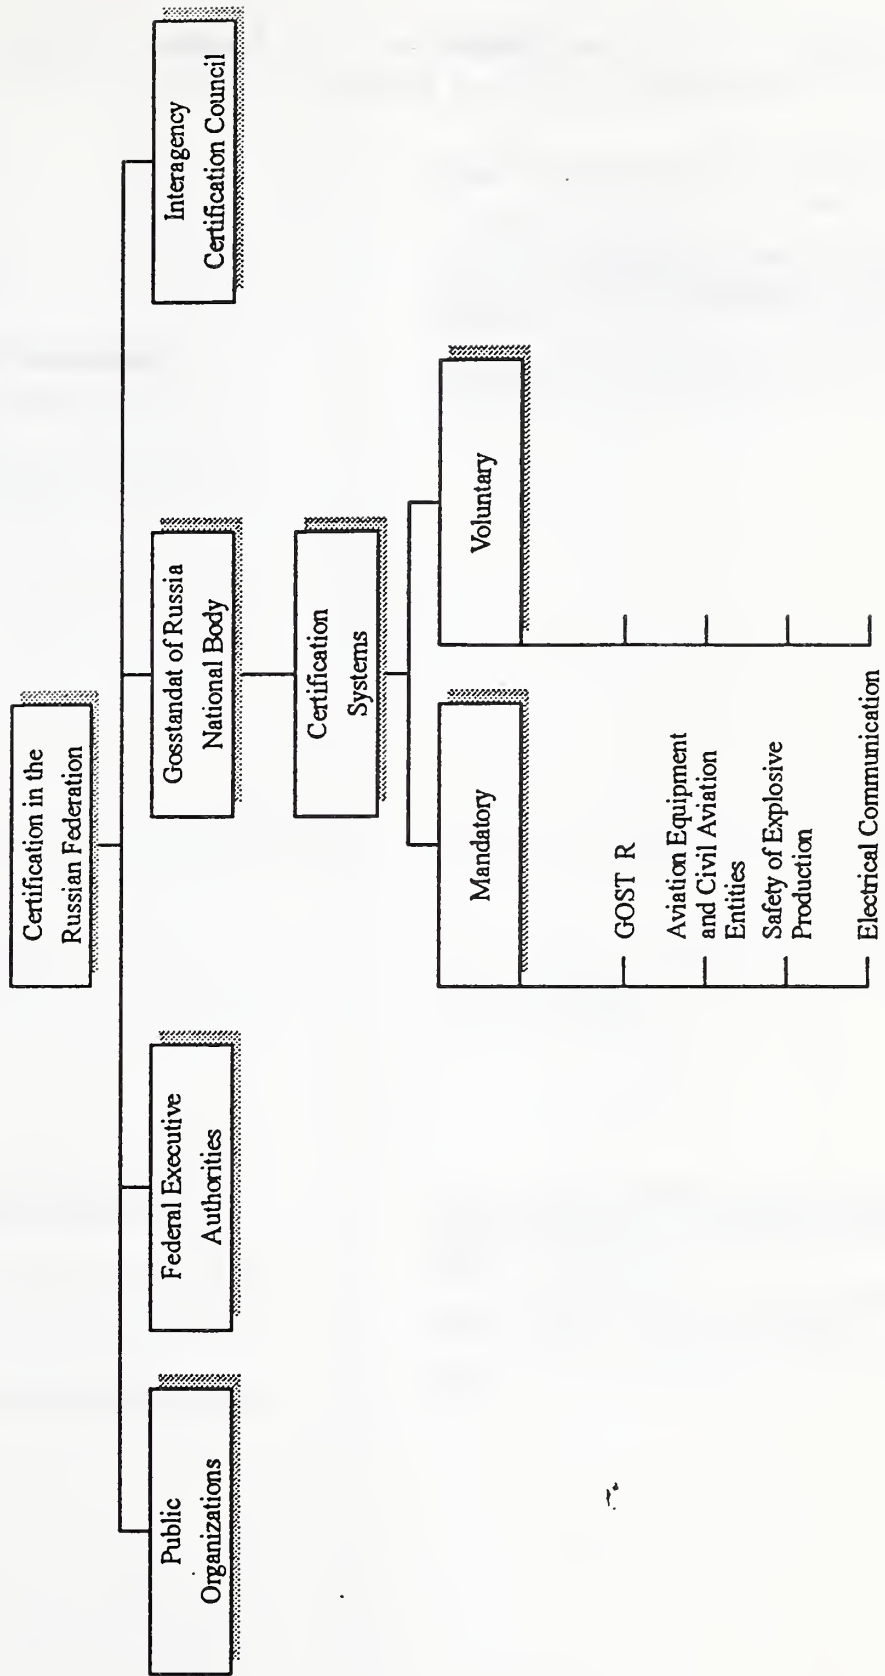 Certification in the
Russian Federation
Public
Organizations
Federal Executive
Authorities
Gosstandat of Russia
National Body
Interagency
Certification Council
Certification
Systems
Mandatory
Voluntary
GOST R
Aviation Equipment
and Civil Aviation
Entities
Safety of Explosive
Production
Electrical Communication